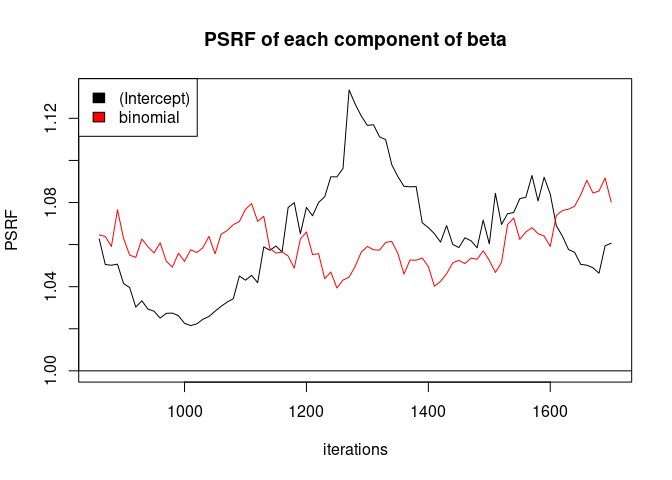 PSRF of each component of beta
(Intercept)
binomial
PSRF
1.00
1.04
1.08
1.12
1000
1200
1400
1600
iterations